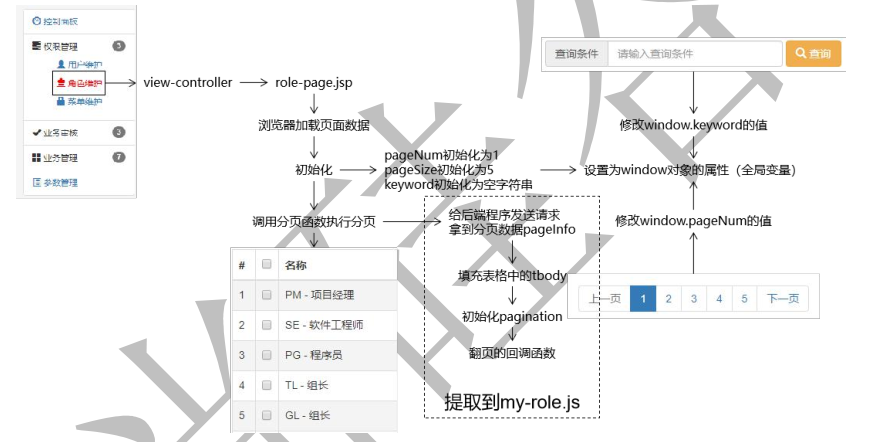 控制面板
权限管理 3
用户维护
角色维护
菜单维护
业务审核 3
业务管理 7
参数管理
view-controller
role-page.jsp
浏览器加载页面数据
初始化
pageNum初始化为1
pageSize初始化为5
keyword初始化为空字符串
设置为window对象的属性（全局变量）
查询条件 请输入查询条件 查询
修改window.keyword的值
修改window.pageNum的值
上一页 1 2 3 4 5 下一页
调用分页函数执行分页
给后端程序发送请求
拿到分页数据pageInfo
填充表格中的tbody
初始化pagination
翻页的回调函数
提取到my-role.js
# 名称
1 PM - 项目经理
2 SE - 软件工程师
3 PG - 程序员
4 TL - 组长
5 GL - 组长